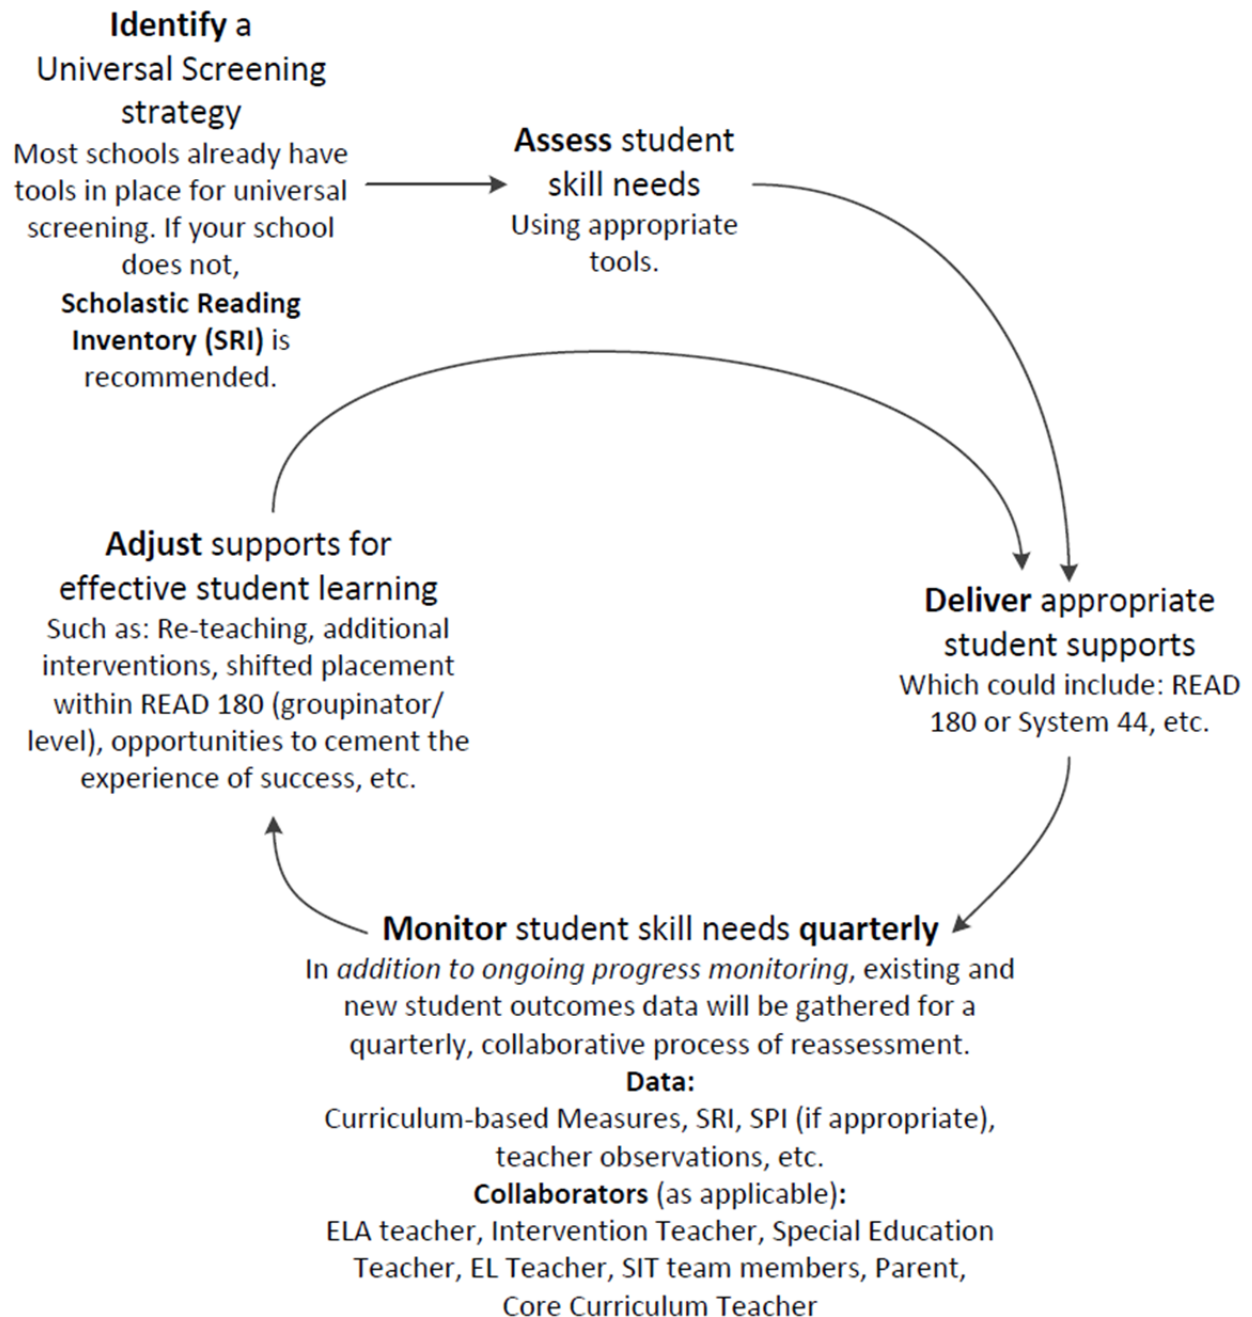 Identify a
Universal Screening
strategy
Most schools already have
tools in place for universal
screening. If your school
does not,
Scholastic Reading
Inventory (SRI) is
recommended.
Assess student
skill needs
Using appropriate
tools.
Deliver appropriate
student supports
Which could include: READ
180 or System 44, etc.
Monitor student skill needs quarterly
In addition to ongoing progress monitoring, existing and
new student outcomes data will be gathered for a
quarterly, collaborative process of reassessment.
Data:
Curriculum-based Measures, SRI, SPI (if appropriate),
teacher observations, etc.
Collaborators (as applicable):
ELA teacher, Intervention Teacher, Special Education
Teacher, EL Teacher, SIT team members, Parent,
Core Curriculum Teacher
Adjust supports for
effective student learning
Such as: Re-teaching, additional
interventions, shifted placement
within READ 180 (groupinator/
level), opportunities to cement the
experience of success, etc.